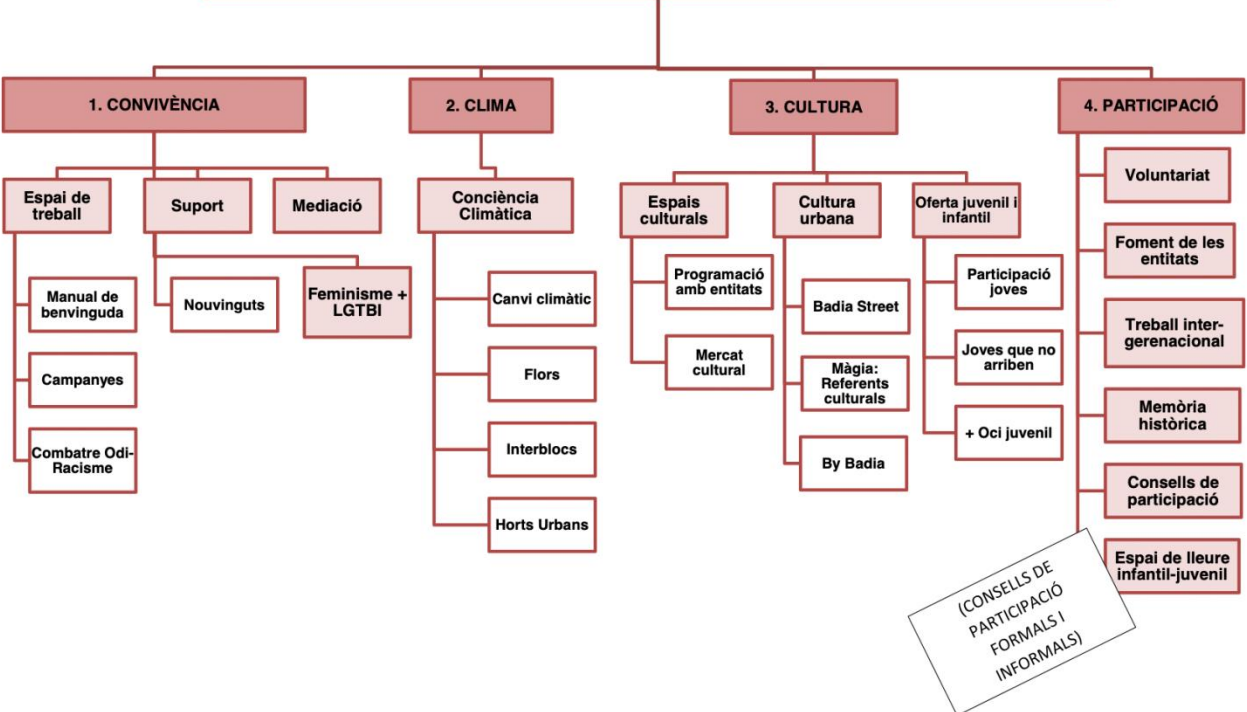 1. CONVIVÈNCIA
2. CLIMA
3. CULTURA
4. PARTICIPACIÓ
Espai de
treball
Suport
Mediació
Manual de
benvinguda
Campanyes
Combatre Odi-
Racisme
Nouvinguts
Feminisme +
LGTBI
Conciència
Climàtica
Canvi climàtic
Flors
Interblocs
Horts Urbans
Espais
culturals
Cultura
urbana
Oferta juvenil i
infantil
Programació
amb entitats
Mercat
cultural
Badia Street
Màgia:
Referents
culturals
By Badia
Participació
joves
Joves que no
arriben
+ Oci juvenil
Voluntariat
Foment de les
entitats
Treball inter-
gerenacional
Memòria
històrica
Consells de
participació
Espai de lleure
infantil-juvenil
(CONSELLS DE
PARTICIPACIÓ
FORMALS I
INFORMALS)